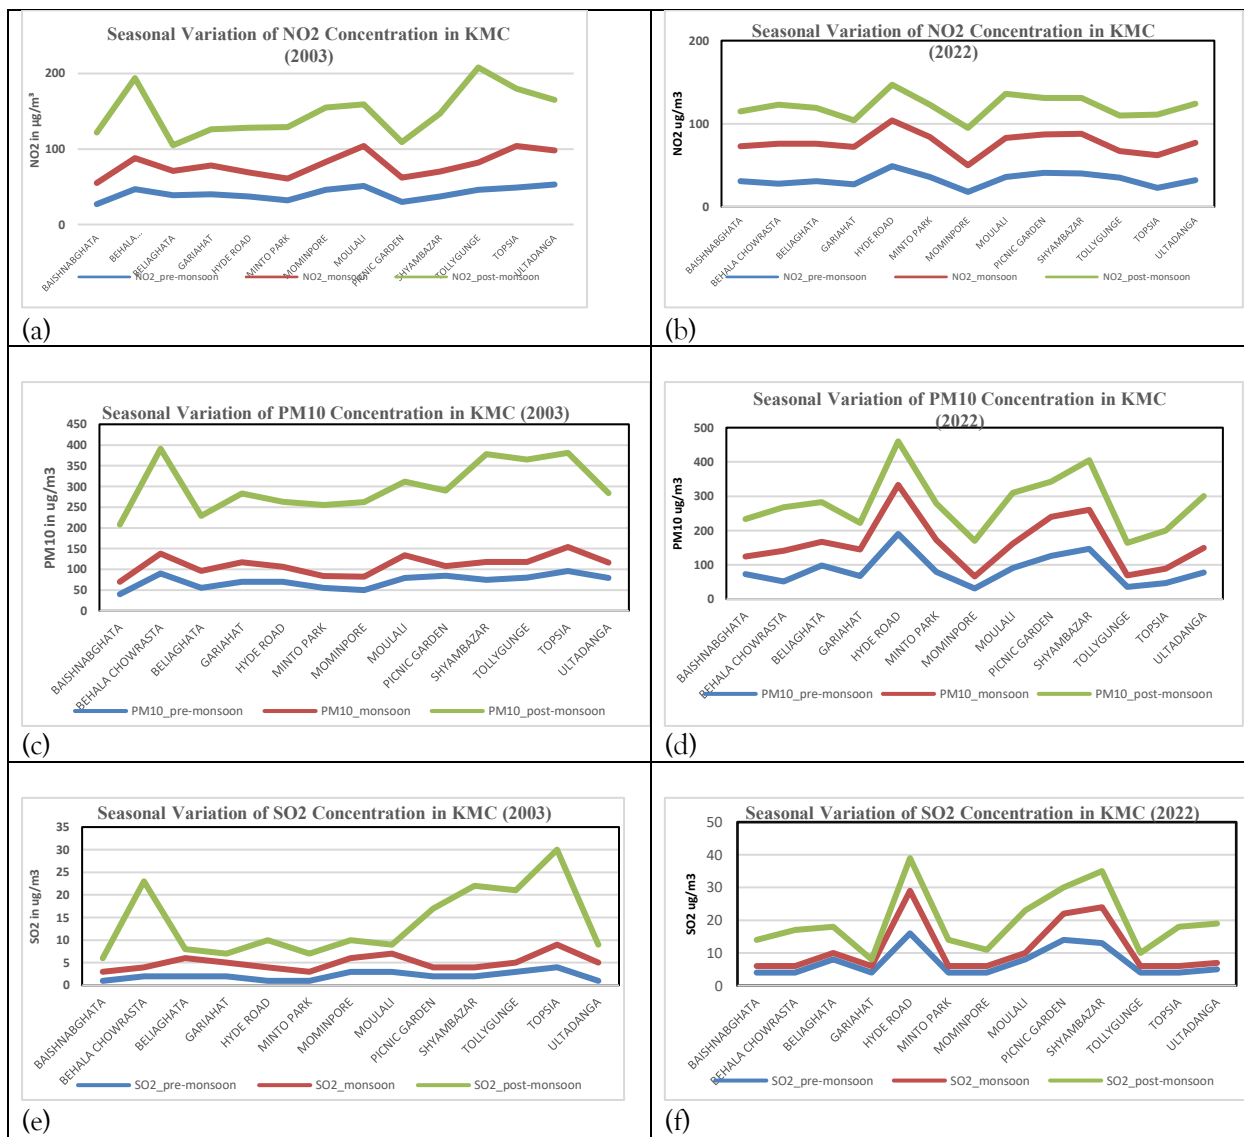 Seasonal Variation of NO2 Concentration in KMC
(2003)
NO2 in µg/m³
200
100
0
BAISHNABGHATA
BEHALA...
BELIAGHATA
GARIAHAT
HYDE ROAD
MINTO PARK
MOMINPORE
MOULALI
PICNIC GARDEN
SHYAMBAZAR
TOLLYGUNGE
TOPSIA
ULTADANGA
NO2_pre-monsoon
NO2_monsoon
NO2_post-monsoon
(a)
Seasonal Variation of NO2 Concentration in KMC
(2022)
NO2 ug/m3
200
100
0
BAISHNABGHATA
BEHALA CHOWRASTA
BELIAGHATA
GARIAHAT
HYDE ROAD
MINTO PARK
MOMINPORE
MOULALI
PICNIC GARDEN
SHYAMBAZAR
TOLLYGUNGE
TOPSIA
ULTADANGA
NO2_pre-monsoon
NO2_monsoon
NO2_post-monsoon
(b)
Seasonal Variation of PM10 Concentration in KMC (2003)
PM10 in ug/m3
450
400
350
300
250
200
150
100
50
0
BAISHNABGHATA
BEHALA CHOWRASTA
BELIAGHATA
GARIAHAT
HYDE ROAD
MINTO PARK
MOMINPORE
MOULALI
PICNIC GARDEN
SHYAMBAZAR
TOLLYGUNGE
TOPSIA
ULTADANGA
PM10_pre-monsoon
PM10_monsoon
PM10_post-monsoon
(c)
Seasonal Variation of PM10 Concentration in KMC
(2022)
PM10 ug/m3
500
400
300
200
100
0
BAISHNABGHATA
BEHALA CHOWRASTA
BELIAGHATA
GARIAHAT
HYDE ROAD
MINTO PARK
MOMINPORE
MOULALI
PICNIC GARDEN
SHYAMBAZAR
TOLLYGUNGE
TOPSIA
ULTADANGA
PM10_pre-monsoon
PM10_monsoon
PM10_post-monsoon
(d)
Seasonal Variation of SO2 Concentration in KMC (2003)
SO2 in ug/m3
35
30
25
20
15
10
5
0
BAISHNABGHATA
BEHALA CHOWRASTA
BELIAGHATA
GARIAHAT
HYDE ROAD
MINTO PARK
MOMINPORE
MOULALI
PICNIC GARDEN
SHYAMBAZAR
TOLLYGUNGE
TOPSIA
ULTADANGA
SO2_pre-monsoon
SO2_monsoon
SO2_post-monsoon
(e)
Seasonal Variation of SO2 Concentration in KMC (2022)
SO2 ug/m3
50
40
30
20
10
0
BAISHNABGHATA
BEHALA CHOWRASTA
BELIAGHATA
GARIAHAT
HYDE ROAD
MINTO PARK
MOMINPORE
MOULALI
PICNIC GARDEN
SHYAMBAZAR
TOLLYGUNGE
TOPSIA
ULTADANGA
SO2_pre-monsoon
SO2_monsoon
SO2_post-monsoon
(f)